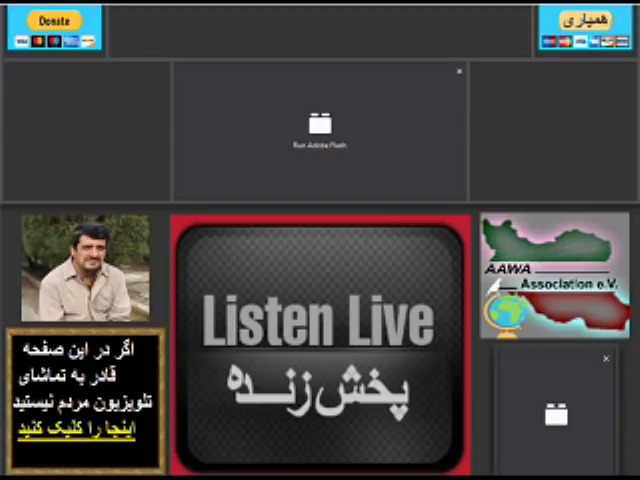 Donate
همیاری
Run Adobe Flash
AAWA
Association e.V.
Listen Live
پخش زنده
اگر در این صفحه
قادر به تماشای
تلویزیون مردم نیستید
اینجا را کلیک کنید